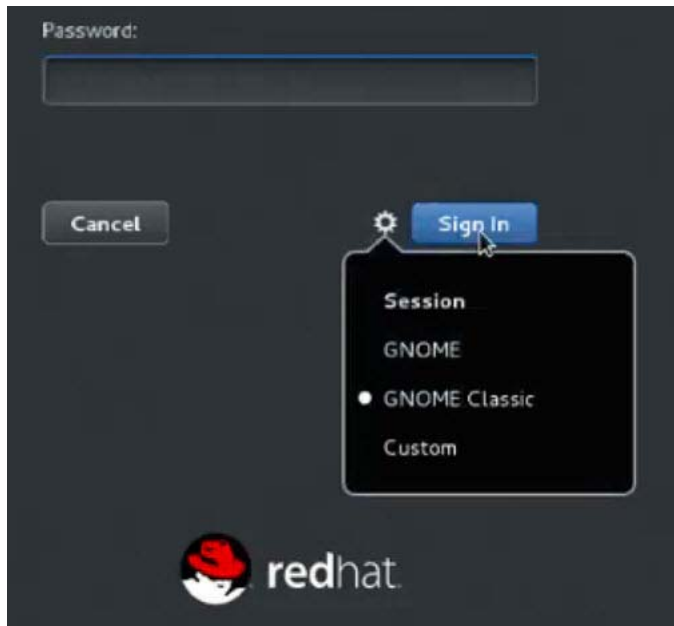 Password:
Cancel
Sign In
Session
GNOME
GNOME Classic
Custom
redhat.